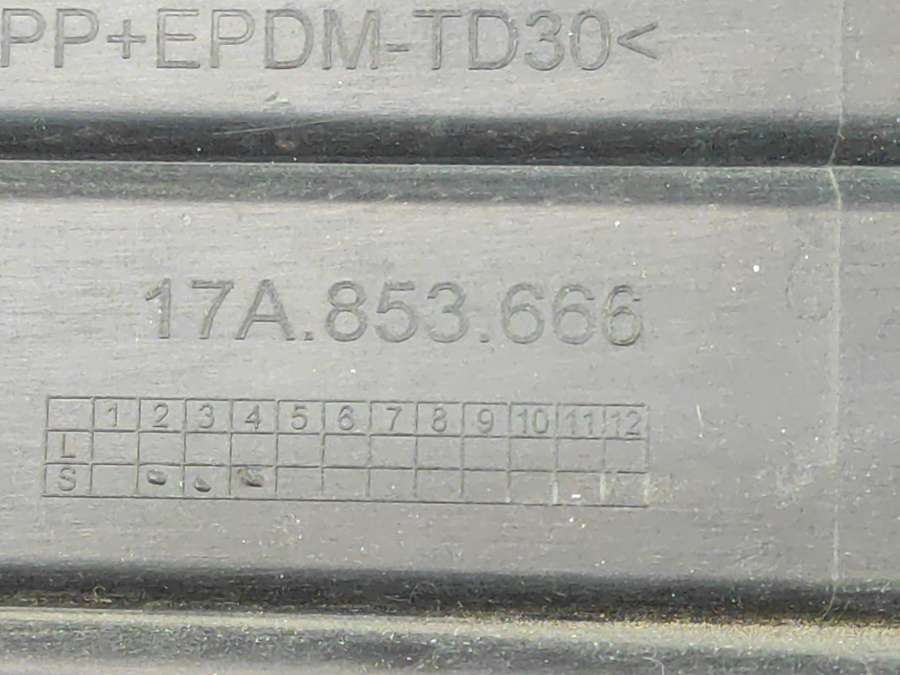 PP+EPDM-TD30<
17A.853.666
1 2 3 4 5 6 7 8 9 10 11 12
L
S